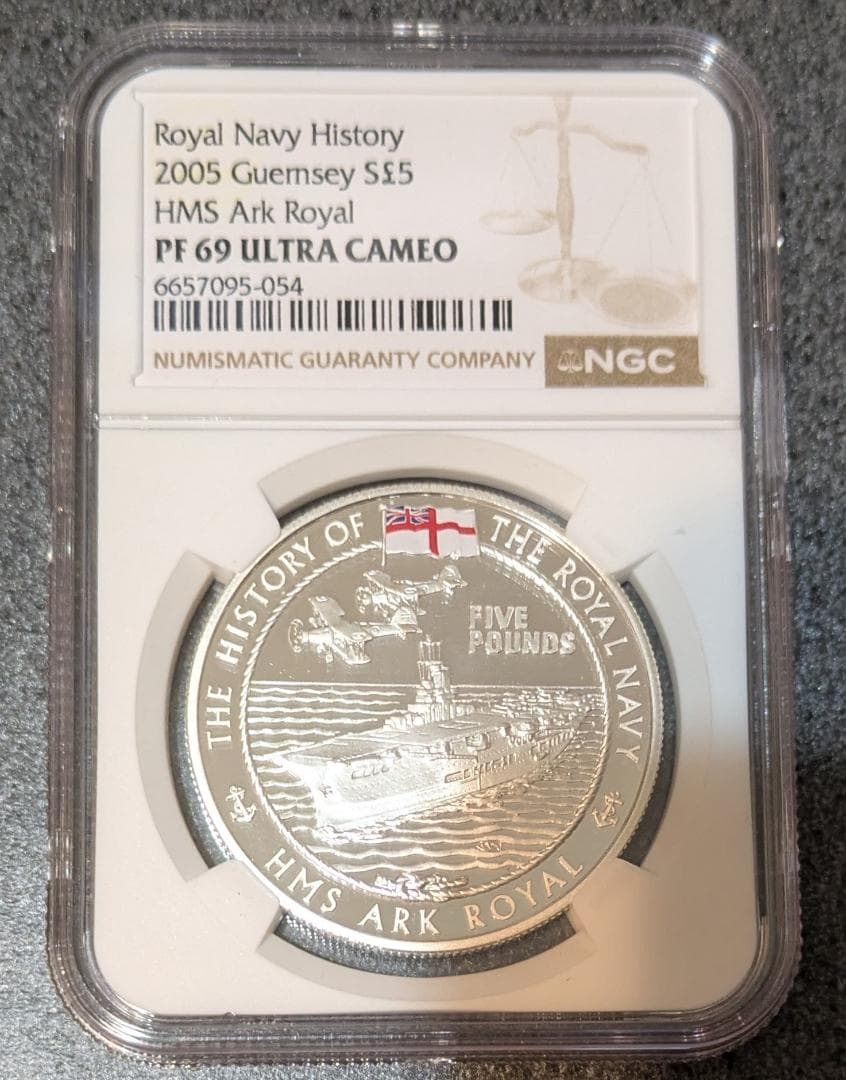 Royal Navy History
2005 Guernsey S£5
HMS Ark Royal
PF 69 ULTRA CAMEO
6657095-054
NUMISMATIC GUARANTY COMPANY
NGC
THE HISTORY OF THE ROYAL NAVY
FIVE
POUNDS
HMS ARK ROYAL